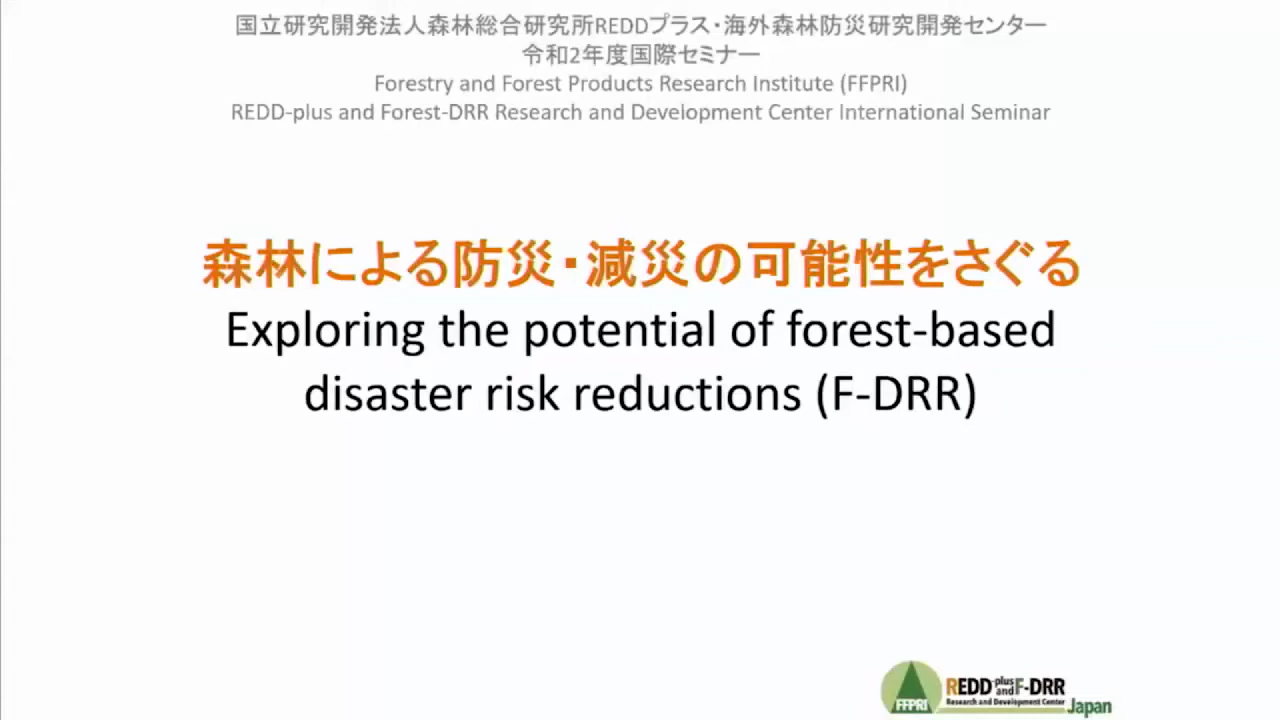 国立研究開発法人森林総合研究所REDDプラス・海外森林防災研究開発センター
令和2年度国際セミナー
Forestry and Forest Products Research Institute (FFPRI)
REDD-plus and Forest-DRR Research and Development Center International Seminar
森林による防災・減災の可能性をさぐる
Exploring the potential of forest-based
disaster risk reductions (F-DRR)
FFPRI
REDD-plus and F-DRR
Research and Development Center
Japan